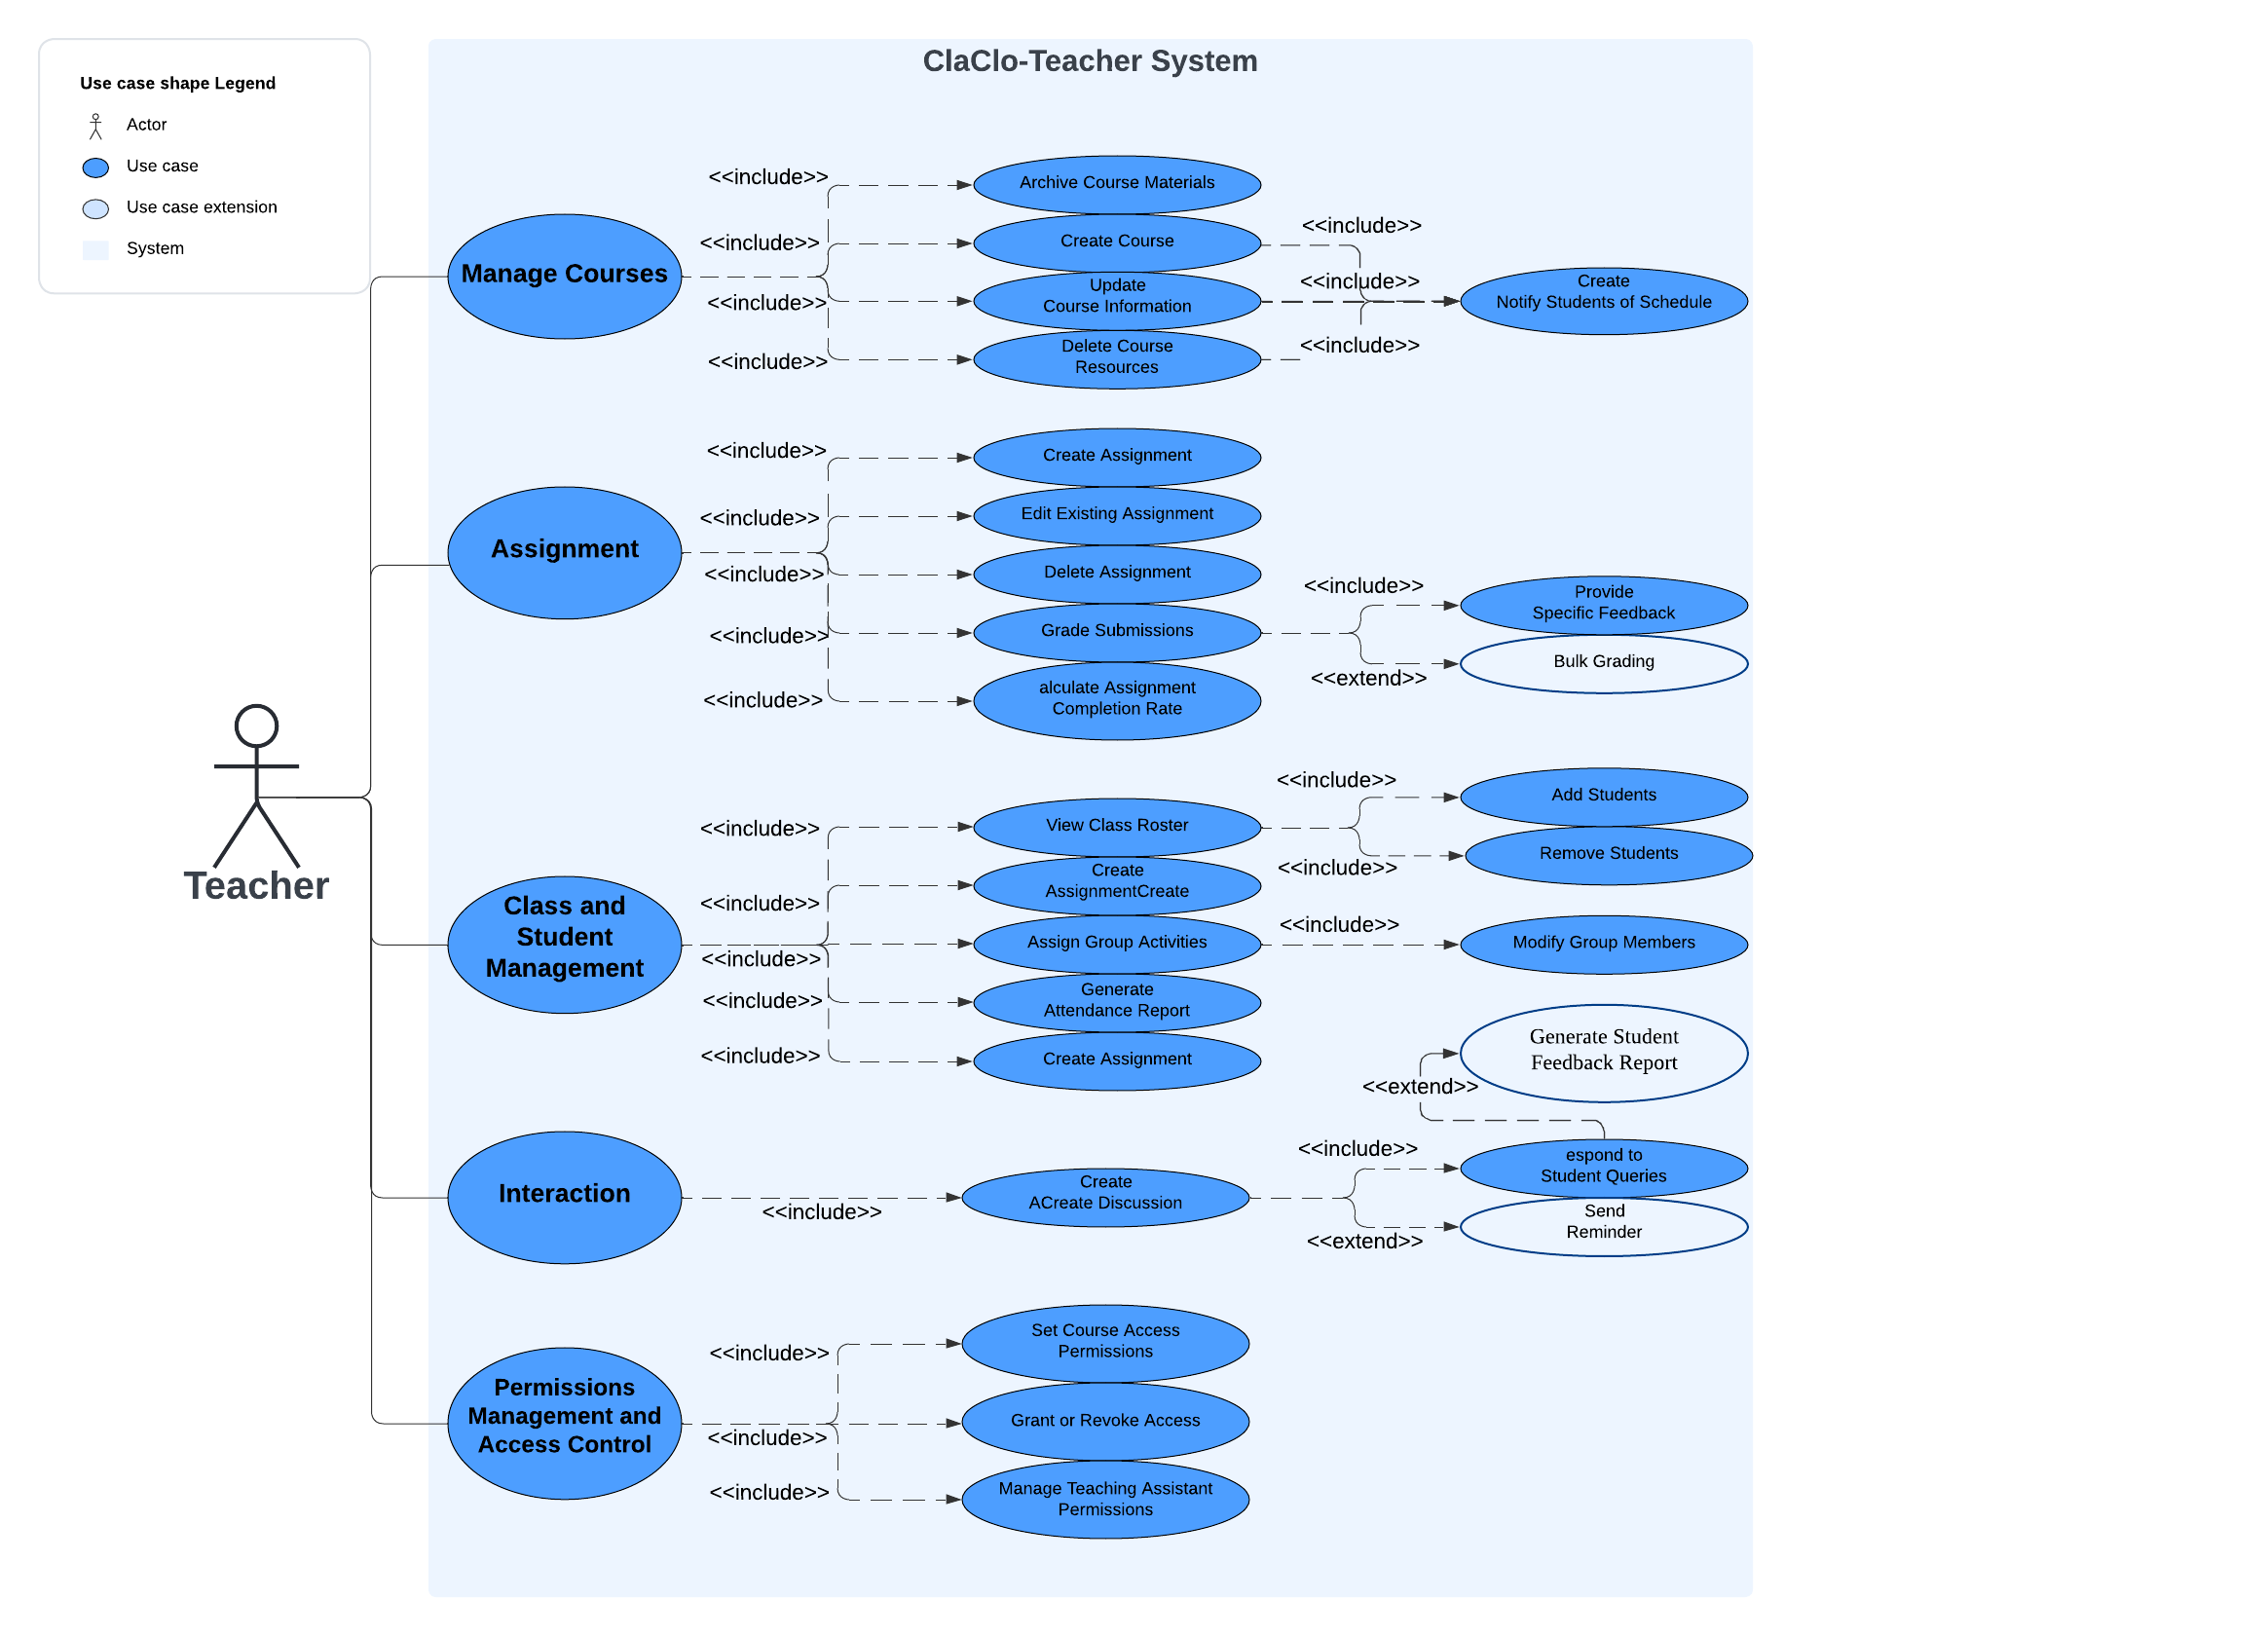 ClaClo-Teacher System
Use case shape Legend
Actor
Use case
Use case extension
System
Teacher
Manage Courses
<<include>>
<<include>>
<<include>>
<<include>>
Archive Course Materials
Create Course
Update
Course Information
Delete Course
Resources
<<include>>
<<include>>
<<include>>
Create
Notify Students of Schedule
Assignment
<<include>>
<<include>>
<<include>>
<<include>>
<<include>>
Create Assignment
Edit Existing Assignment
Delete Assignment
Grade Submissions
alculate Assignment
Completion Rate
<<include>>
<<extend>>
Provide
Specific Feedback
Bulk Grading
Class and
Student
Management
<<include>>
<<include>>
<<include>>
<<include>>
<<include>>
View Class Roster
Create
AssignmentCreate
Assign Group Activities
Generate
Attendance Report
Create Assignment
<<include>>
<<include>>
<<include>>
Add Students
Remove Students
Modify Group Members
Generate Student
Feedback Report
<<extend>>
Interaction
<<include>>
Create
ACreate Discussion
<<include>>
<<extend>>
espond to
Student Queries
Send
Reminder
Permissions
Management and
Access Control
<<include>>
<<include>>
<<include>>
Set Course Access
Permissions
Grant or Revoke Access
Manage Teaching Assistant
Permissions